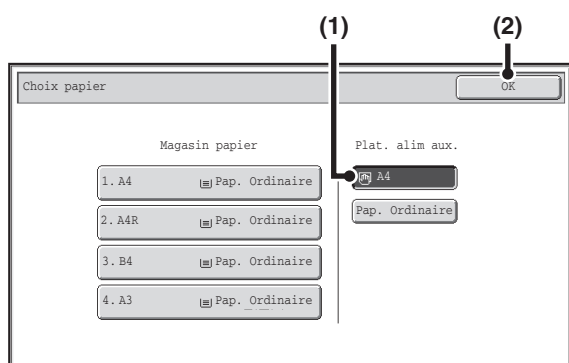 (1) (2)
Choix papier OK
Magasin papier Plat. alim aux.
1. A4 Pap. Ordinaire A4
2. A4R Pap. Ordinaire Pap. Ordinaire
3. B4 Pap. Ordinaire
4. A3 Pap. Ordinaire